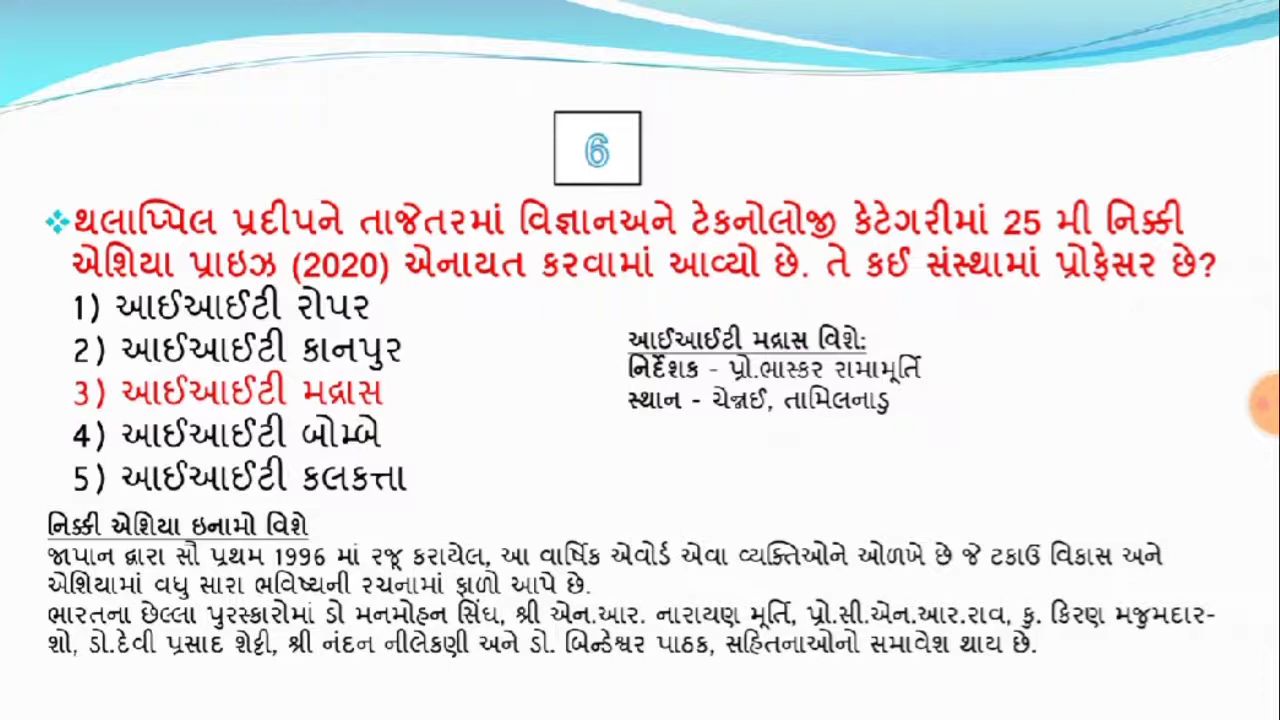 6
❖થલાપ્પિલ પ્રદીપને તાજેતરમાં વિજ્ઞાનઅને ટેકનોલોજી કેટેગરીમાં 25 મી નિક્કી
એશિયા પ્રાઇઝ (2020) એનાયત કરવામાં આવ્યો છે. તે કઈ સંસ્થામાં પ્રોફેસર છે?
1) આઈઆઈટી રોપર
2) આઈઆઈટી કાનપુર
3) આઈઆઈટી મદ્રાસ
4) આઈઆઈટી બોમ્બે
5) આઈઆઈટી કલકત્તા
આઈઆઈટી મદ્રાસ વિશે:
નિર્દેશક - પ્રો.ભાસ્કર રામામૂર્તિ
સ્થાન - ચેન્નઈ, તામિલનાડુ
નિક્કી એશિયા ઇનામો વિશે
જાપાન દ્વારા સૌ પ્રથમ 1996 માં રજૂ કરાયેલ, આ વાર્ષિક એવોર્ડ એવા વ્યક્તિઓને ઓળખે છે જે ટકાઉ વિકાસ અને
એશિયામાં વધુ સારા ભવિષ્યની રચનામાં ફાળો આપે છે.
ભારતના છેલ્લા પુરસ્કારોમાં ડો મનમોહન સિંઘ, શ્રી એન.આર. નારાયણ મૂર્તિ, પ્રો.સી.એન.આર.રાવ, કુ. કિરણ મજુમદાર-
શો, ડો.દેવી પ્રસાદ શેટ્ટી, શ્રી નંદન નીલેકણી અને ડો. બિન્ડેશ્વર પાઠક, સહિતનાઓનો સમાવેશ થાય છે.